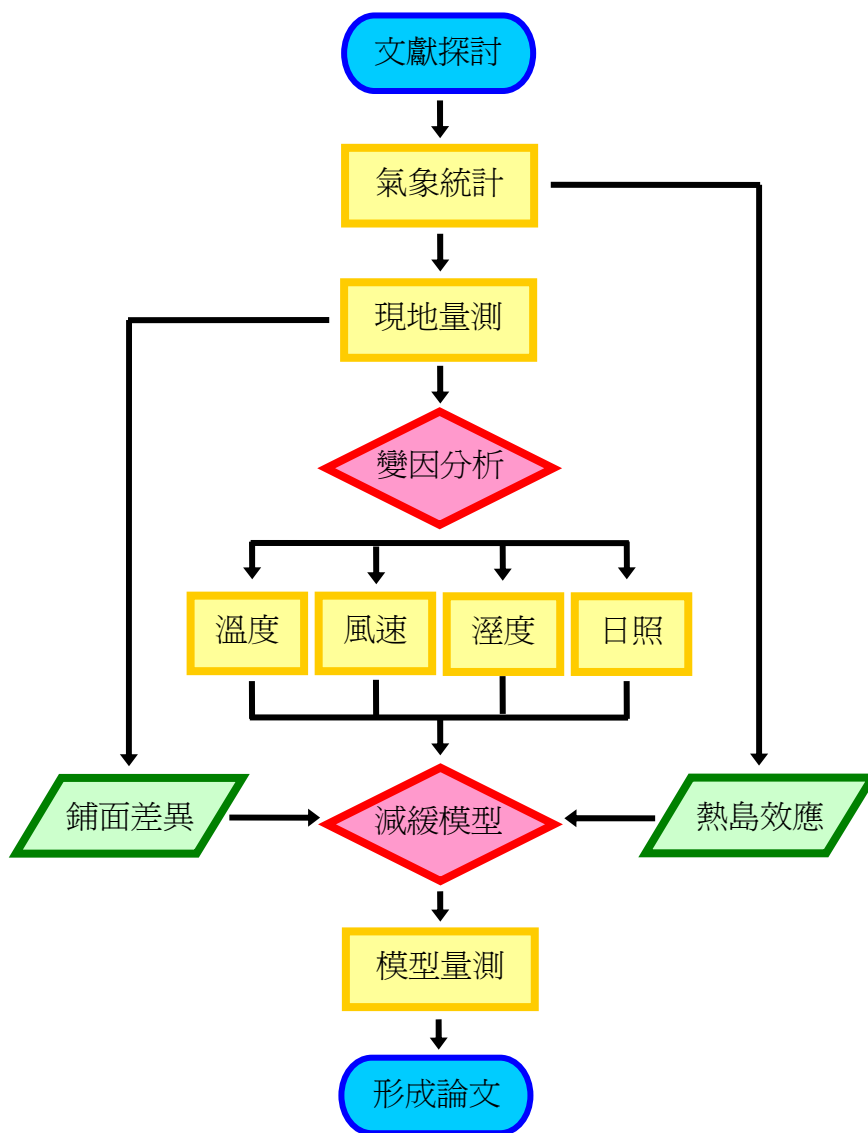 文獻探討
氣象統計
現地量測
變因分析
溫度
風速
溼度
日照
鋪面差異
減緩模型
熱島效應
模型量測
形成論文